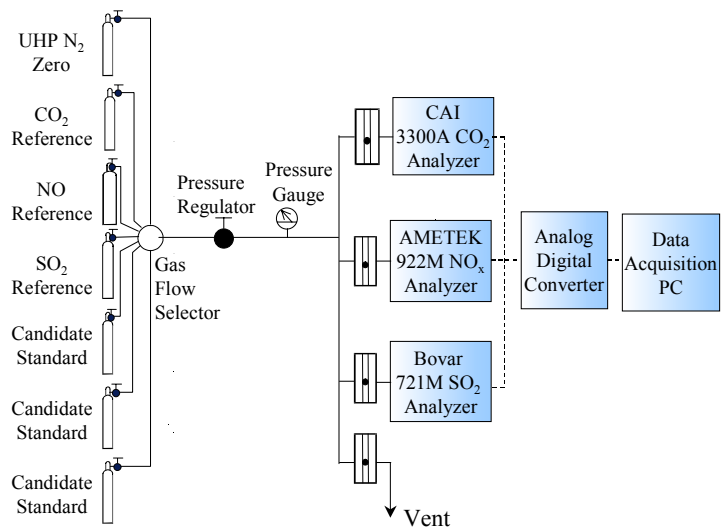 UHP N₂
Zero
CO₂
Reference
NO
Reference
SO₂
Reference
Candidate
Standard
Candidate
Standard
Candidate
Standard
Gas
Flow
Selector
Pressure
Regulator
Pressure
Gauge
CAI
3300A CO₂
Analyzer
AMETEK
922M NOₓ
Analyzer
Bovar
721M SO₂
Analyzer
Vent
Analog
Digital
Converter
Data
Acquisition
PC